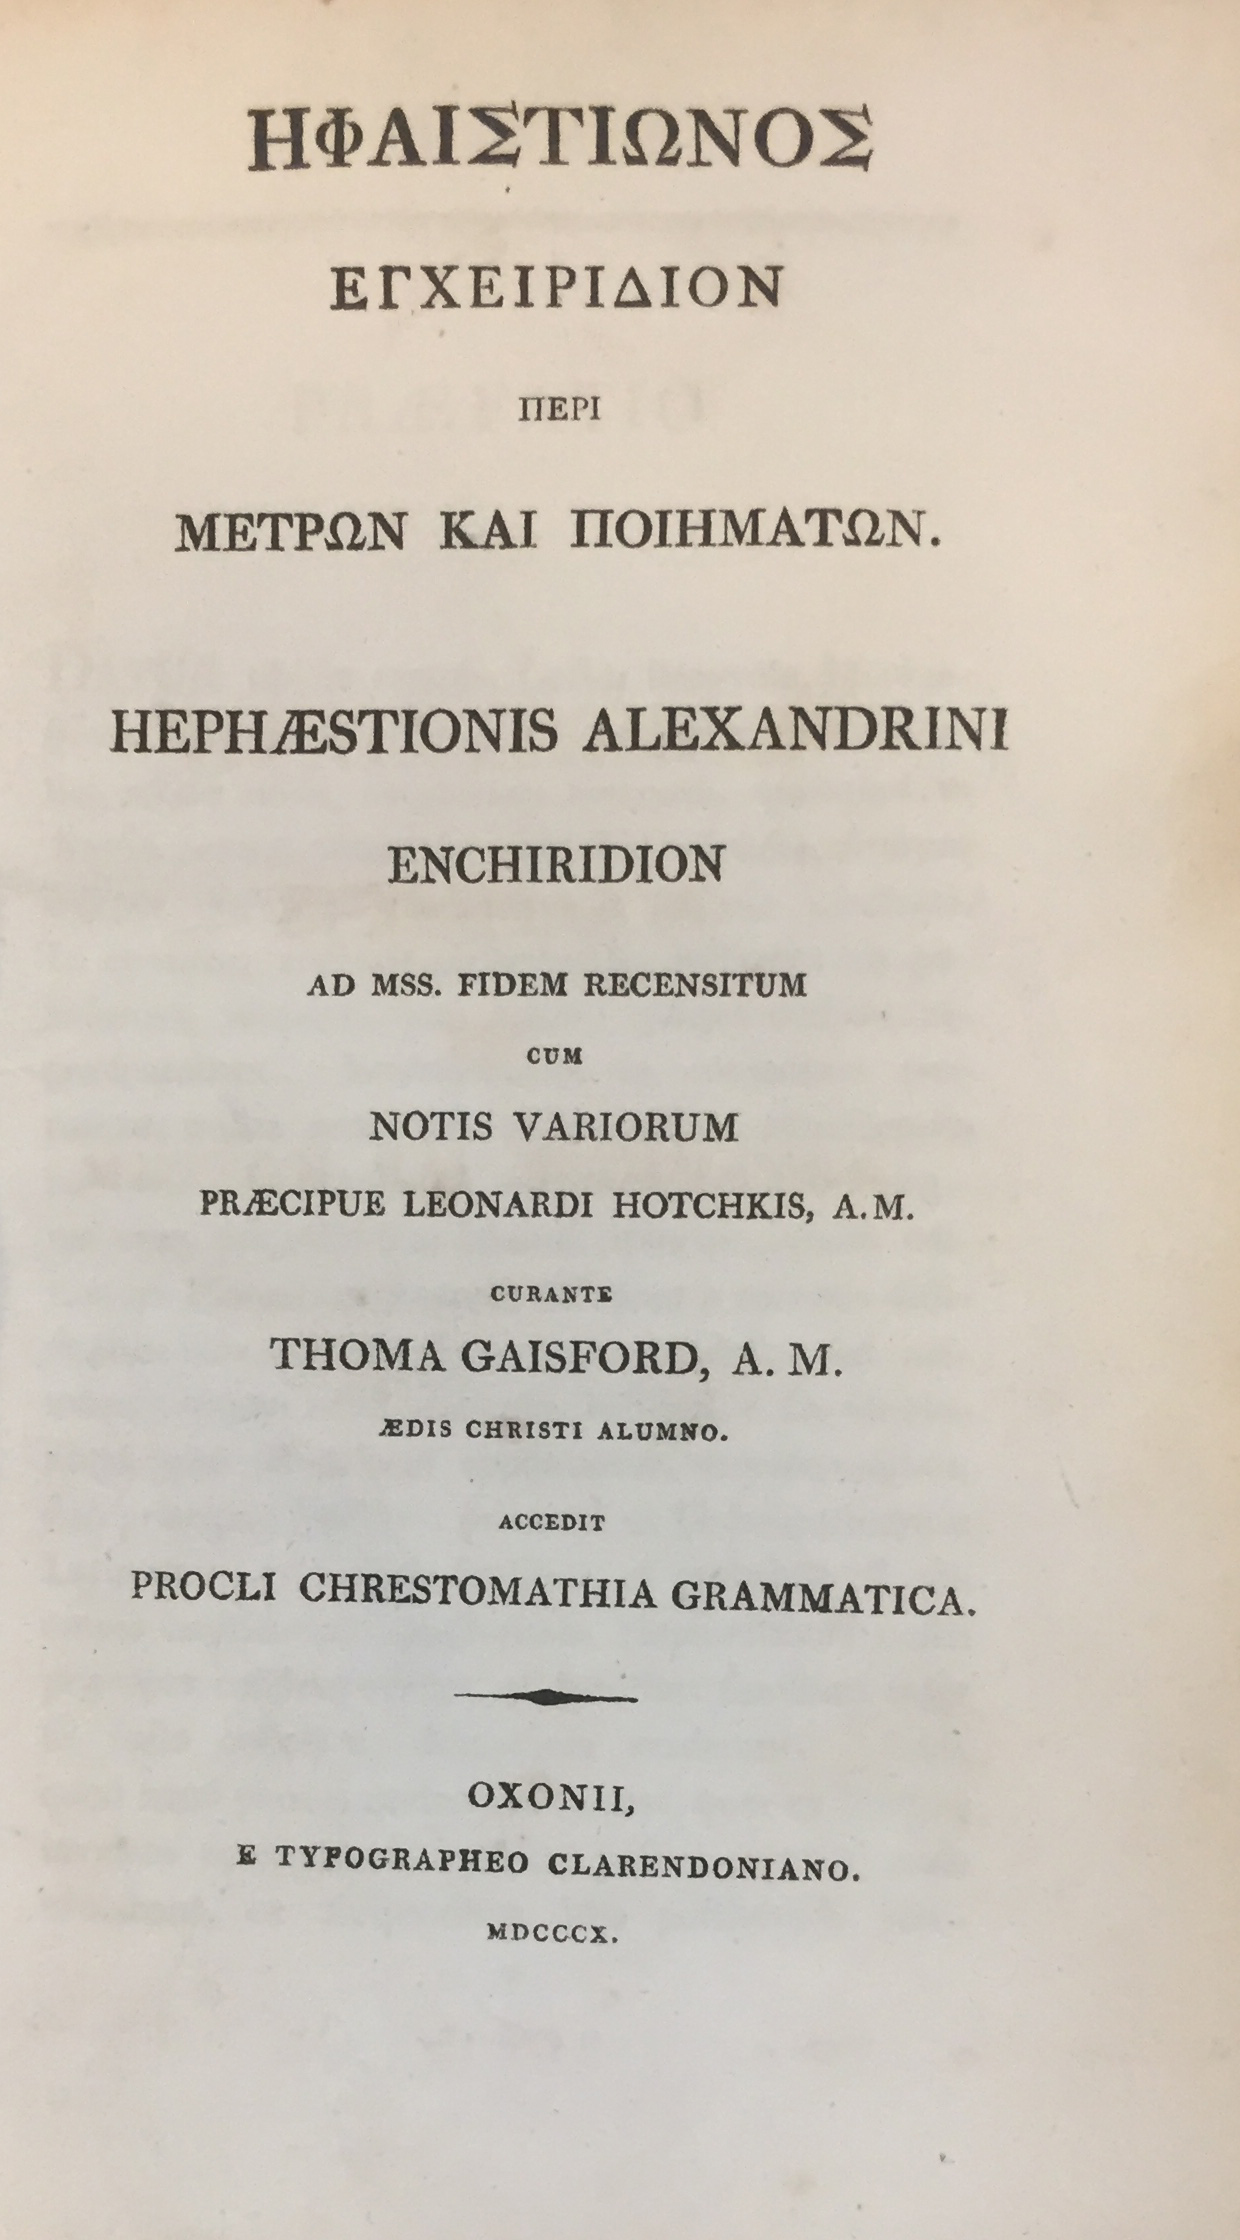 ΗΦΑΙΣΤΙΩΝΟΣ
ΕΓΧΕΙΡΙΔΙΟΝ
ΠΕΡΙ
ΜΕΤΡΩΝ ΚΑΙ ΠΟΙΗΜΑΤΩΝ.
HEPHÆSTIONIS ALEXANDRINI
ENCHIRIDION
AD MSS. FIDEM RECENSITUM
CUM
NOTIS VARIORUM
PRÆCIPUE LEONARDI HOTCHKIS, A.M.
CURANTE
THOMA GAISFORD, A. M.
ÆDIS CHRISTI ALUMNO.
ACCEDIT
PROCLI CHRESTOMATHIA GRAMMATICA.
OXONII,
E TYPOGRAPHEO CLARENDONIANO.
MDCCCX.